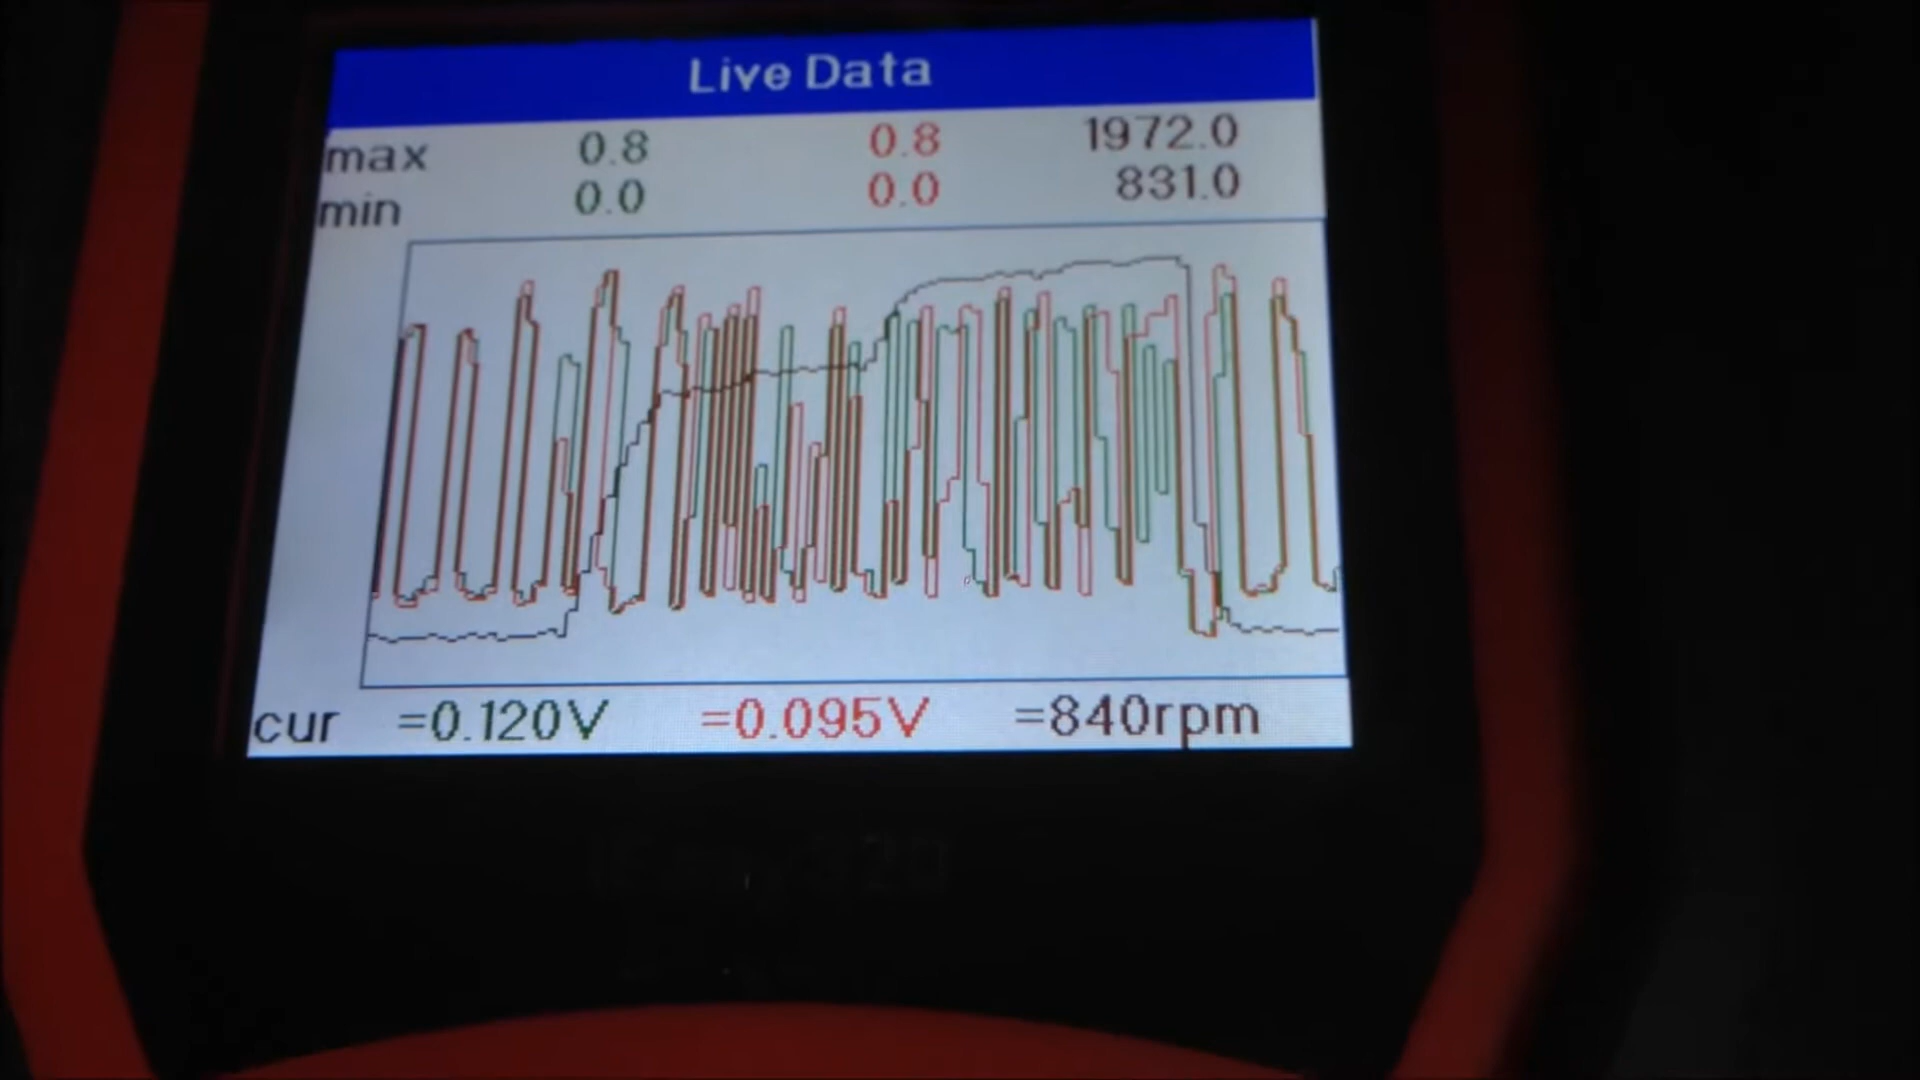 Live Data
max 0.8 0.8 1972.0
min 0.0 0.0 831.0
cur =0.120V =0.095V =840rpm